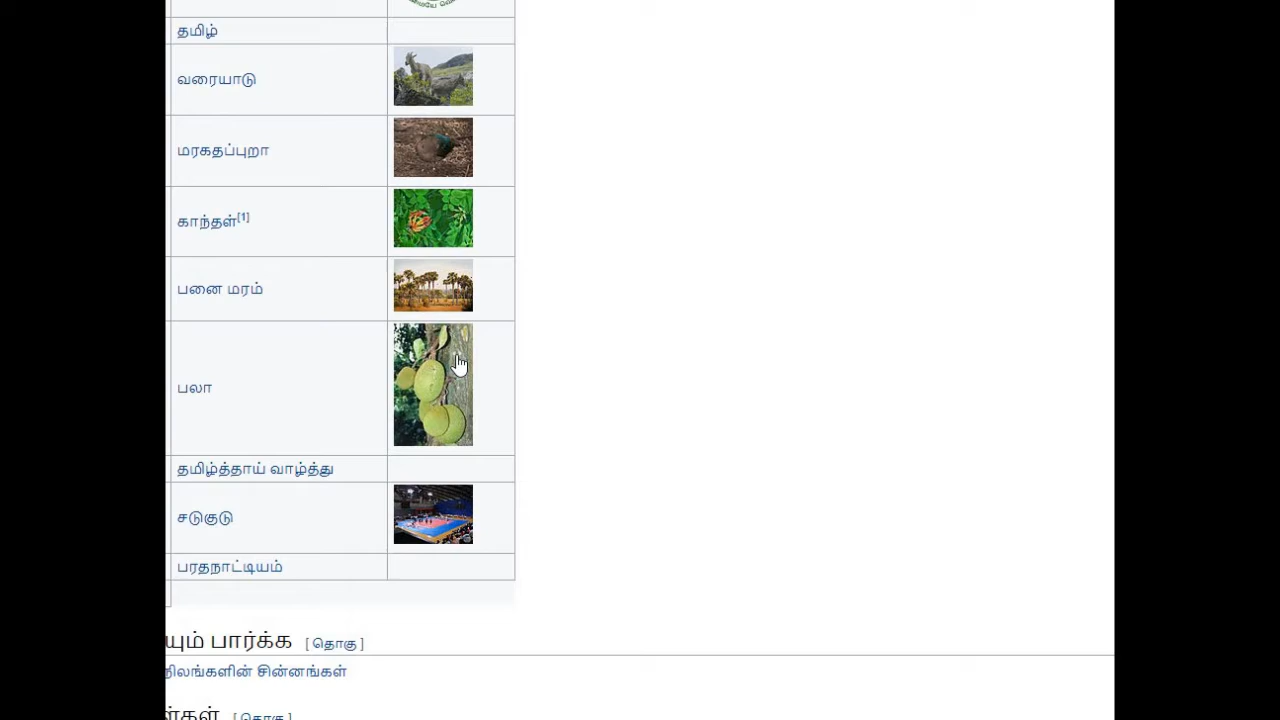 தமிழ்
வரையாடு
மரகதப்புறா
காந்தள்[1]
பனை மரம்
பலா
தமிழ்த்தாய் வாழ்த்து
சடுகுடு
பரதநாட்டியம்
யும் பார்க்க [ தொகு ]
நிலங்களின் சின்னங்கள்
[ தொகு ]